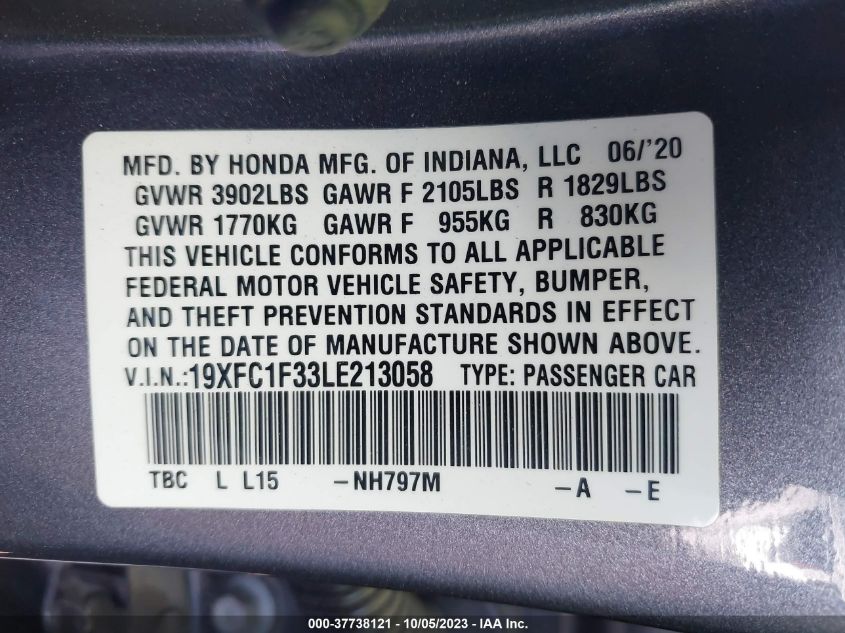 MFD. BY HONDA MFG. OF INDIANA, LLC 06/'20
GVWR 3902LBS GAWR F 2105LBS R 1829LBS
GVWR 1770KG GAWR F 955KG R 830KG
THIS VEHICLE CONFORMS TO ALL APPLICABLE
FEDERAL MOTOR VEHICLE SAFETY, BUMPER,
AND THEFT PREVENTION STANDARDS IN EFFECT
ON THE DATE OF MANUFACTURE SHOWN ABOVE.
V.I.N.:19XFC1F33LE213058 TYPE: PASSENGER CAR
TBC L L15 –NH797M –A –E
000-37738121 - 10/05/2023 - IAA Inc.